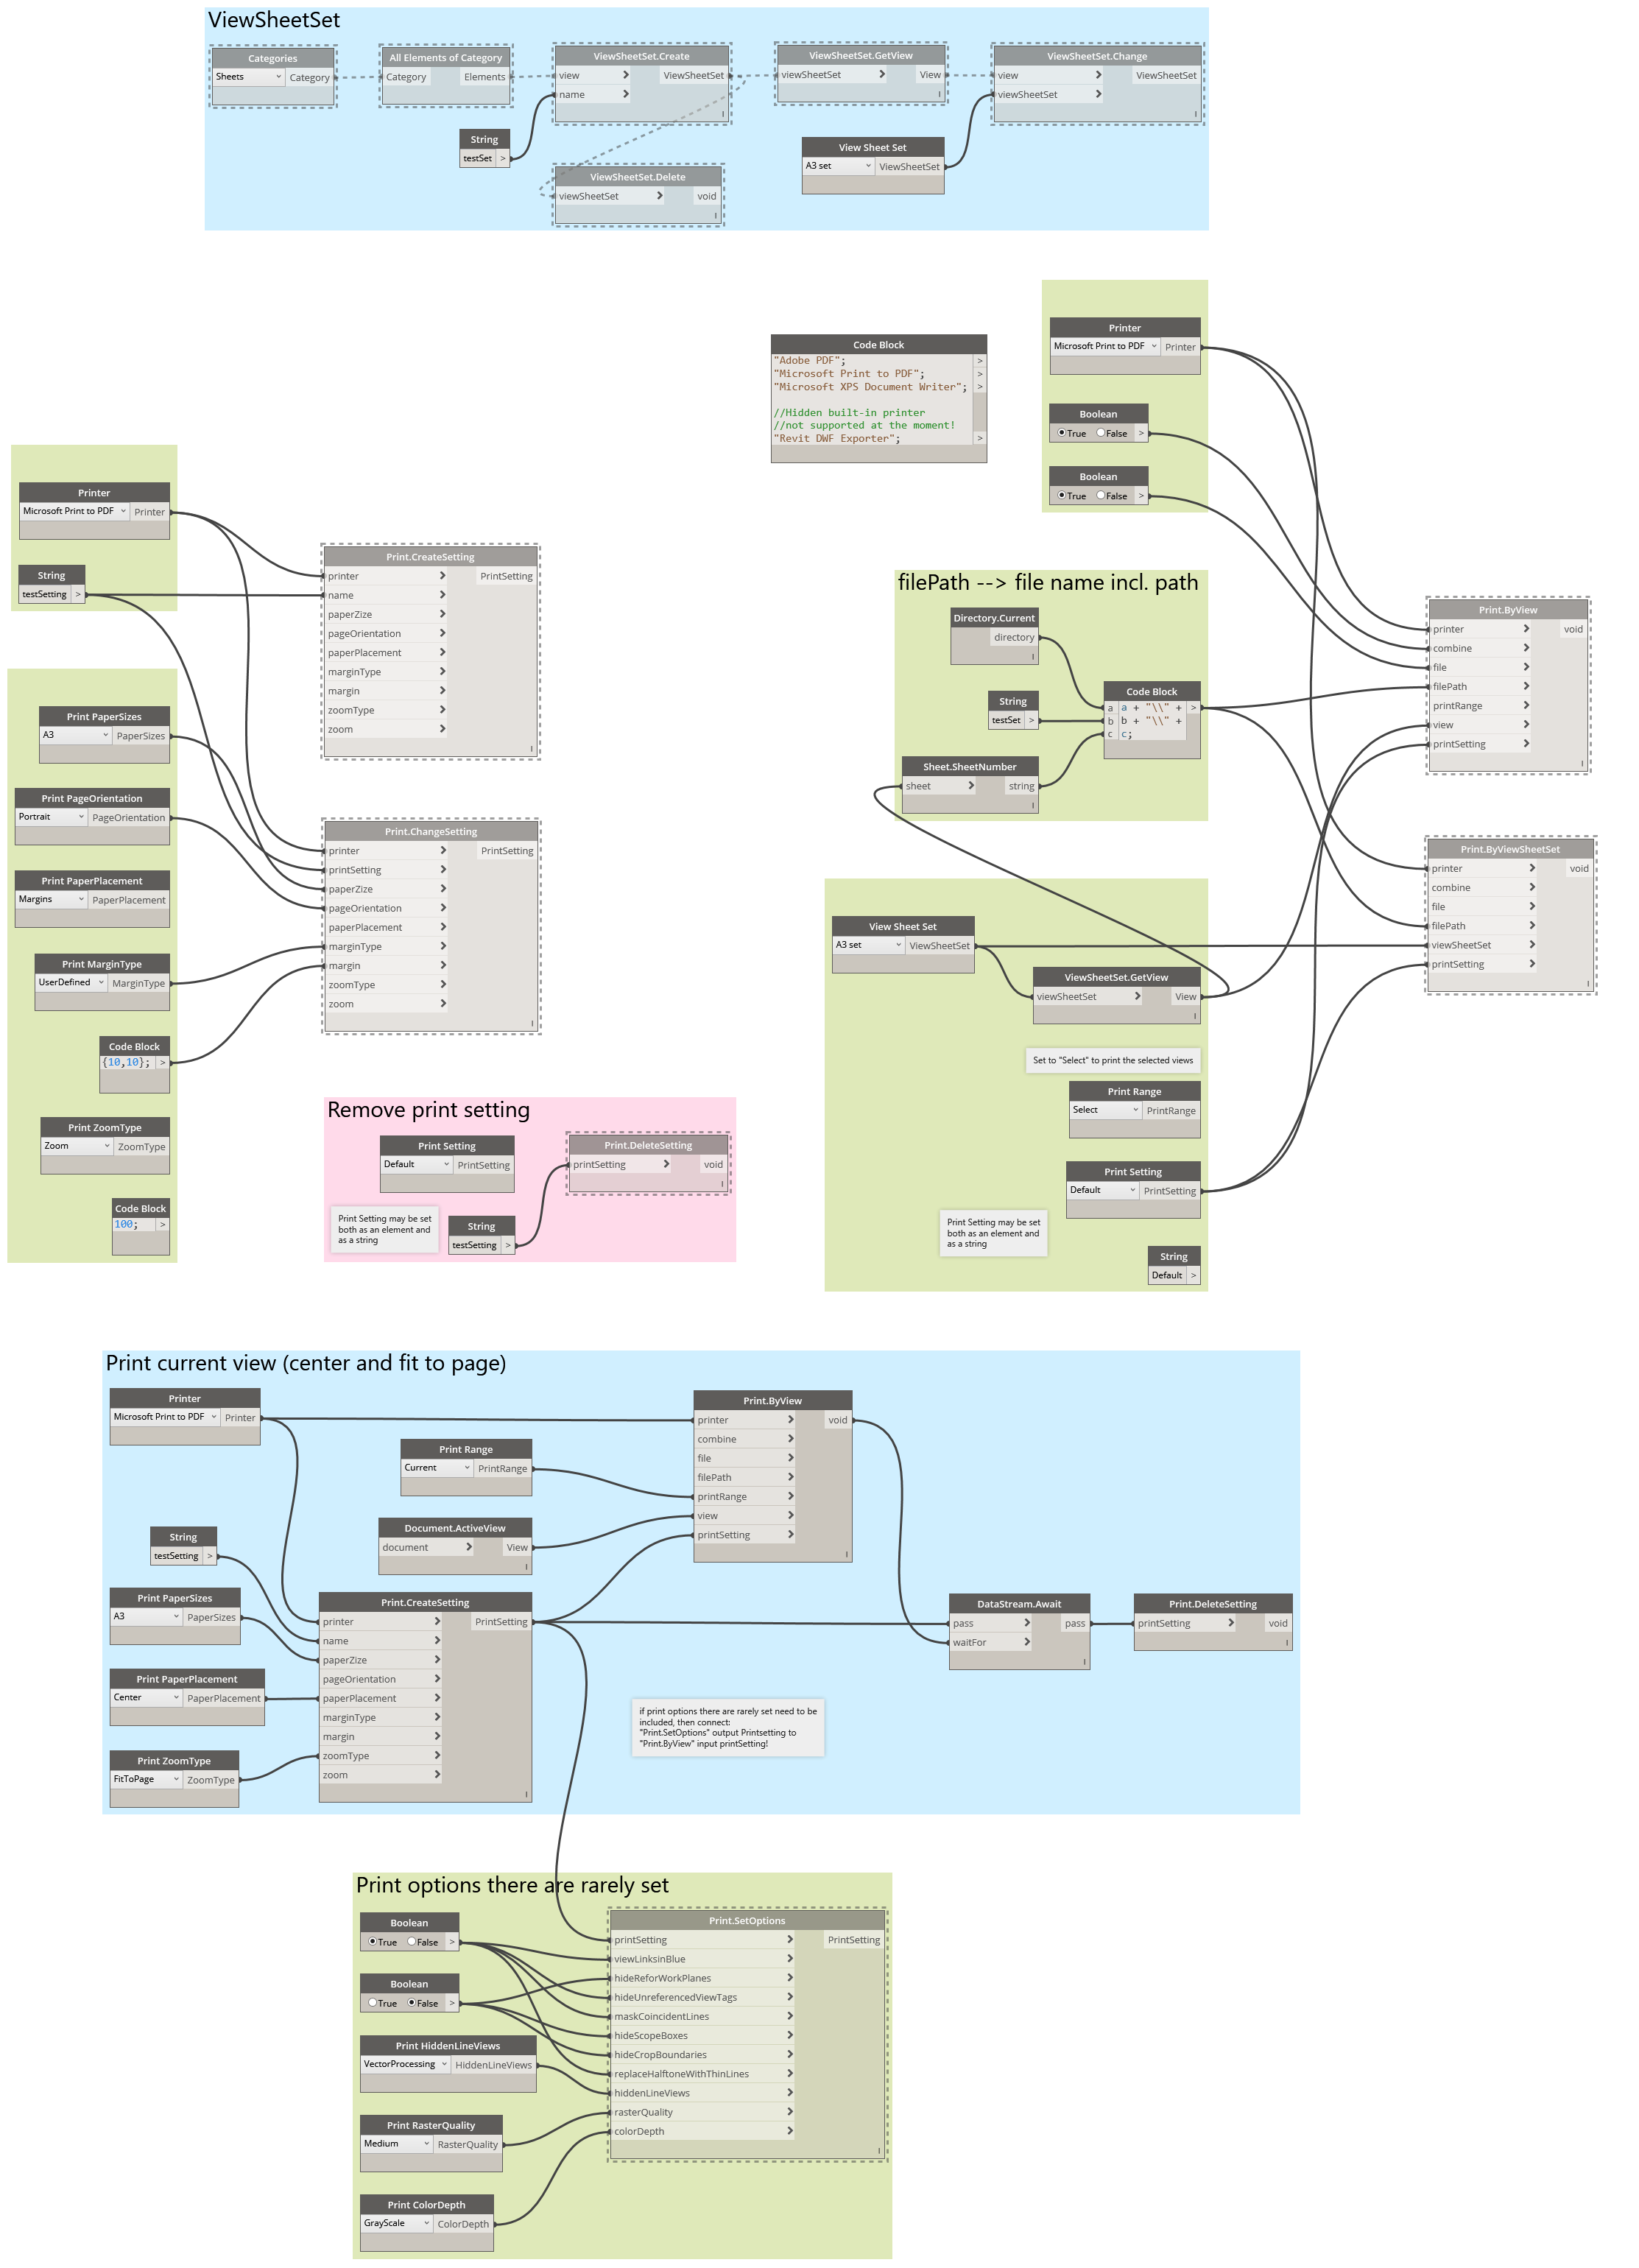 ViewSheetSet
Categories
Sheets Category
All Elements of Category
Category Elements
ViewSheetSet.Create
view ViewSheetSet
name
ViewSheetSet.GetView
viewSheetSet View
ViewSheetSet.Change
view ViewSheetSet
viewSheetSet
String
testSet >
View Sheet Set
A3 set ViewSheetSet
ViewSheetSet.Delete
viewSheetSet void
Printer
Microsoft Print to PDF Printer
Boolean
True False >
Boolean
True False >
Code Block
"Adobe PDF"; >
"Microsoft Print to PDF"; >
"Microsoft XPS Document Writer"; >
//Hidden built-in printer
//not supported at the moment!
"Revit DWF Exporter"; >
Printer
Microsoft Print to PDF Printer
String
testSetting >
Print.CreateSetting
printer PrintSetting
name
paperZize
pageOrientation
paperPlacement
marginType
margin
zoomType
zoom
filePath --> file name incl. path
Directory.Current
directory
String
testSet >
Code Block
a a + "\\" + >
b b + "\\" +
c c;
Sheet.SheetNumber
sheet string
Print.ByView
printer void
combine
file
filePath
printRange
view
printSetting
Print PaperSizes
A3 PaperSizes
Print PageOrientation
Portrait PageOrientation
Print PaperPlacement
Margins PaperPlacement
Print MarginType
UserDefined MarginType
Code Block
{10,10}; >
Print ZoomType
Zoom ZoomType
Code Block
100; >
Print.ChangeSetting
printer PrintSetting
printSetting
paperZize
pageOrientation
paperPlacement
marginType
margin
zoomType
zoom
Print.ByViewSheetSet
printer void
combine
file
filePath
viewSheetSet
printSetting
View Sheet Set
A3 set ViewSheetSet
ViewSheetSet.GetView
viewSheetSet View
Set to "Select" to print the selected views
Print Range
Select PrintRange
Print Setting
Default PrintSetting
Print Setting may be set
both as an element and
as a string
String
Default >
Remove print setting
Print Setting
Default PrintSetting
Print.DeleteSetting
printSetting void
Print Setting may be set
both as an element and
as a string
String
testSetting >
Print current view (center and fit to page)
Printer
Microsoft Print to PDF Printer
Print Range
Current PrintRange
Document.ActiveView
document View
Print.ByView
printer void
combine
file
filePath
printRange
view
printSetting
String
testSetting >
Print PaperSizes
A3 PaperSizes
Print PaperPlacement
Center PaperPlacement
Print ZoomType
FitToPage ZoomType
Print.CreateSetting
printer PrintSetting
name
paperZize
pageOrientation
paperPlacement
marginType
margin
zoomType
zoom
DataStream.Await
pass pass
waitFor
Print.DeleteSetting
printSetting void
if print options there are rarely set need to be
included, then connect:
"Print.SetOptions" output Printsetting to
"Print.ByView" input printSetting!
Print options there are rarely set
Boolean
True False >
Boolean
True False >
Print HiddenLineViews
VectorProcessing HiddenLineViews
Print RasterQuality
Medium RasterQuality
Print ColorDepth
GrayScale ColorDepth
Print.SetOptions
printSetting PrintSetting
viewLinksinBlue
hideReforWorkPlanes
hideUnreferencedViewTags
maskCoincidentLines
hideScopeBoxes
hideCropBoundaries
replaceHalftoneWithThinLines
hiddenLineViews
rasterQuality
colorDepth